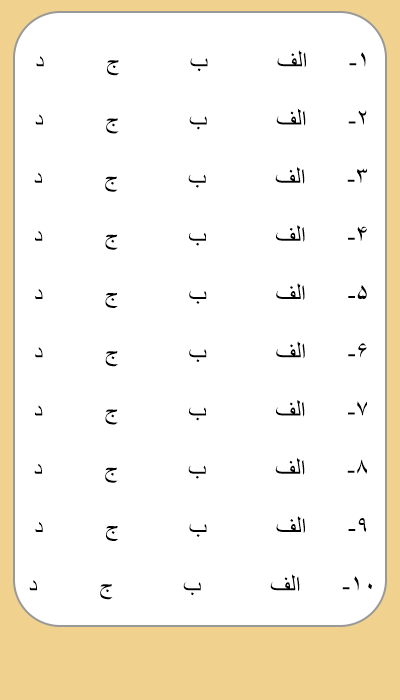 ۱- الف ب ج د
۲- الف ب ج د
۳- الف ب ج د
۴- الف ب ج د
۵- الف ب ج د
۶- الف ب ج د
۷- الف ب ج د
۸- الف ب ج د
۹- الف ب ج د
۱۰- الف ب ج د